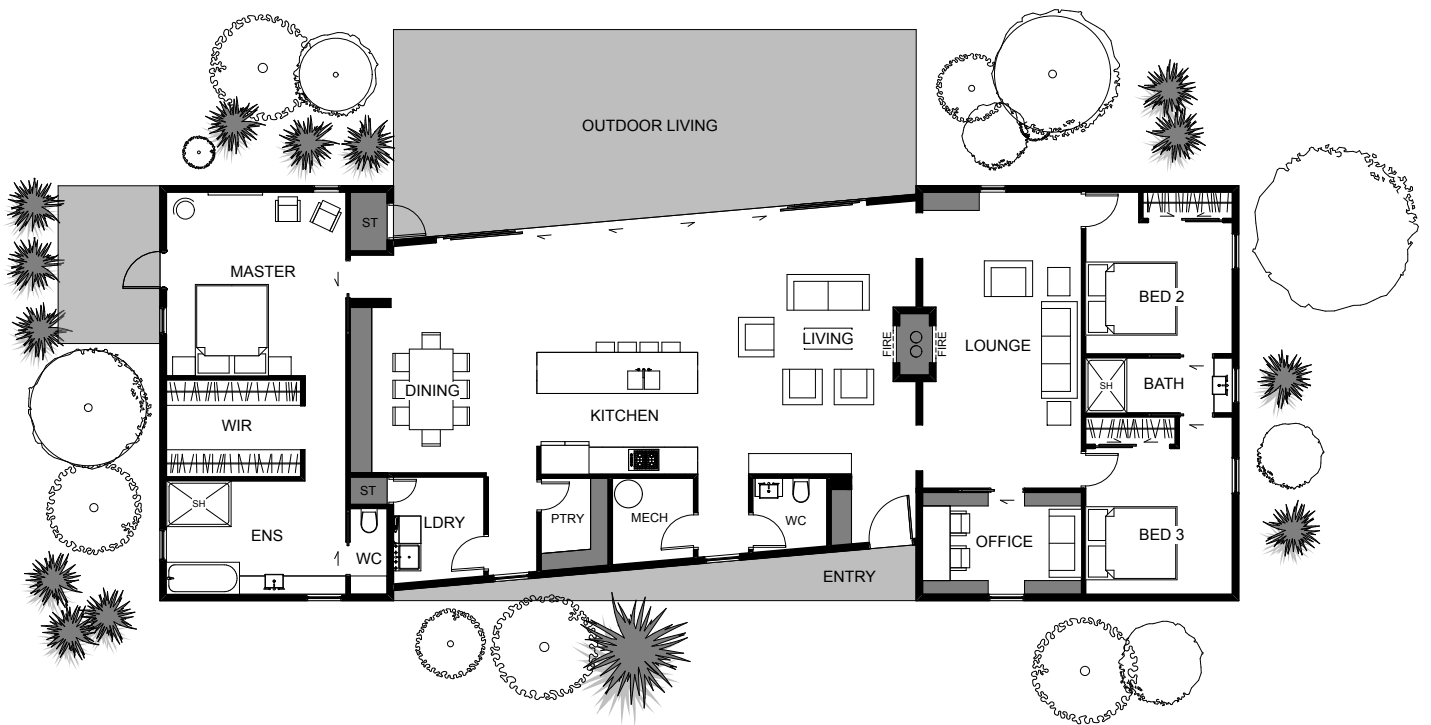 OUTDOOR LIVING
ST
MASTER
BED 2
LIVING
FIRE
FIRE
LOUNGE
DINING
SH
BATH
KITCHEN
WIR
ST
SH
LDRY
PTRY
MECH
WC
ENS
OFFICE
BED 3
WC
ENTRY